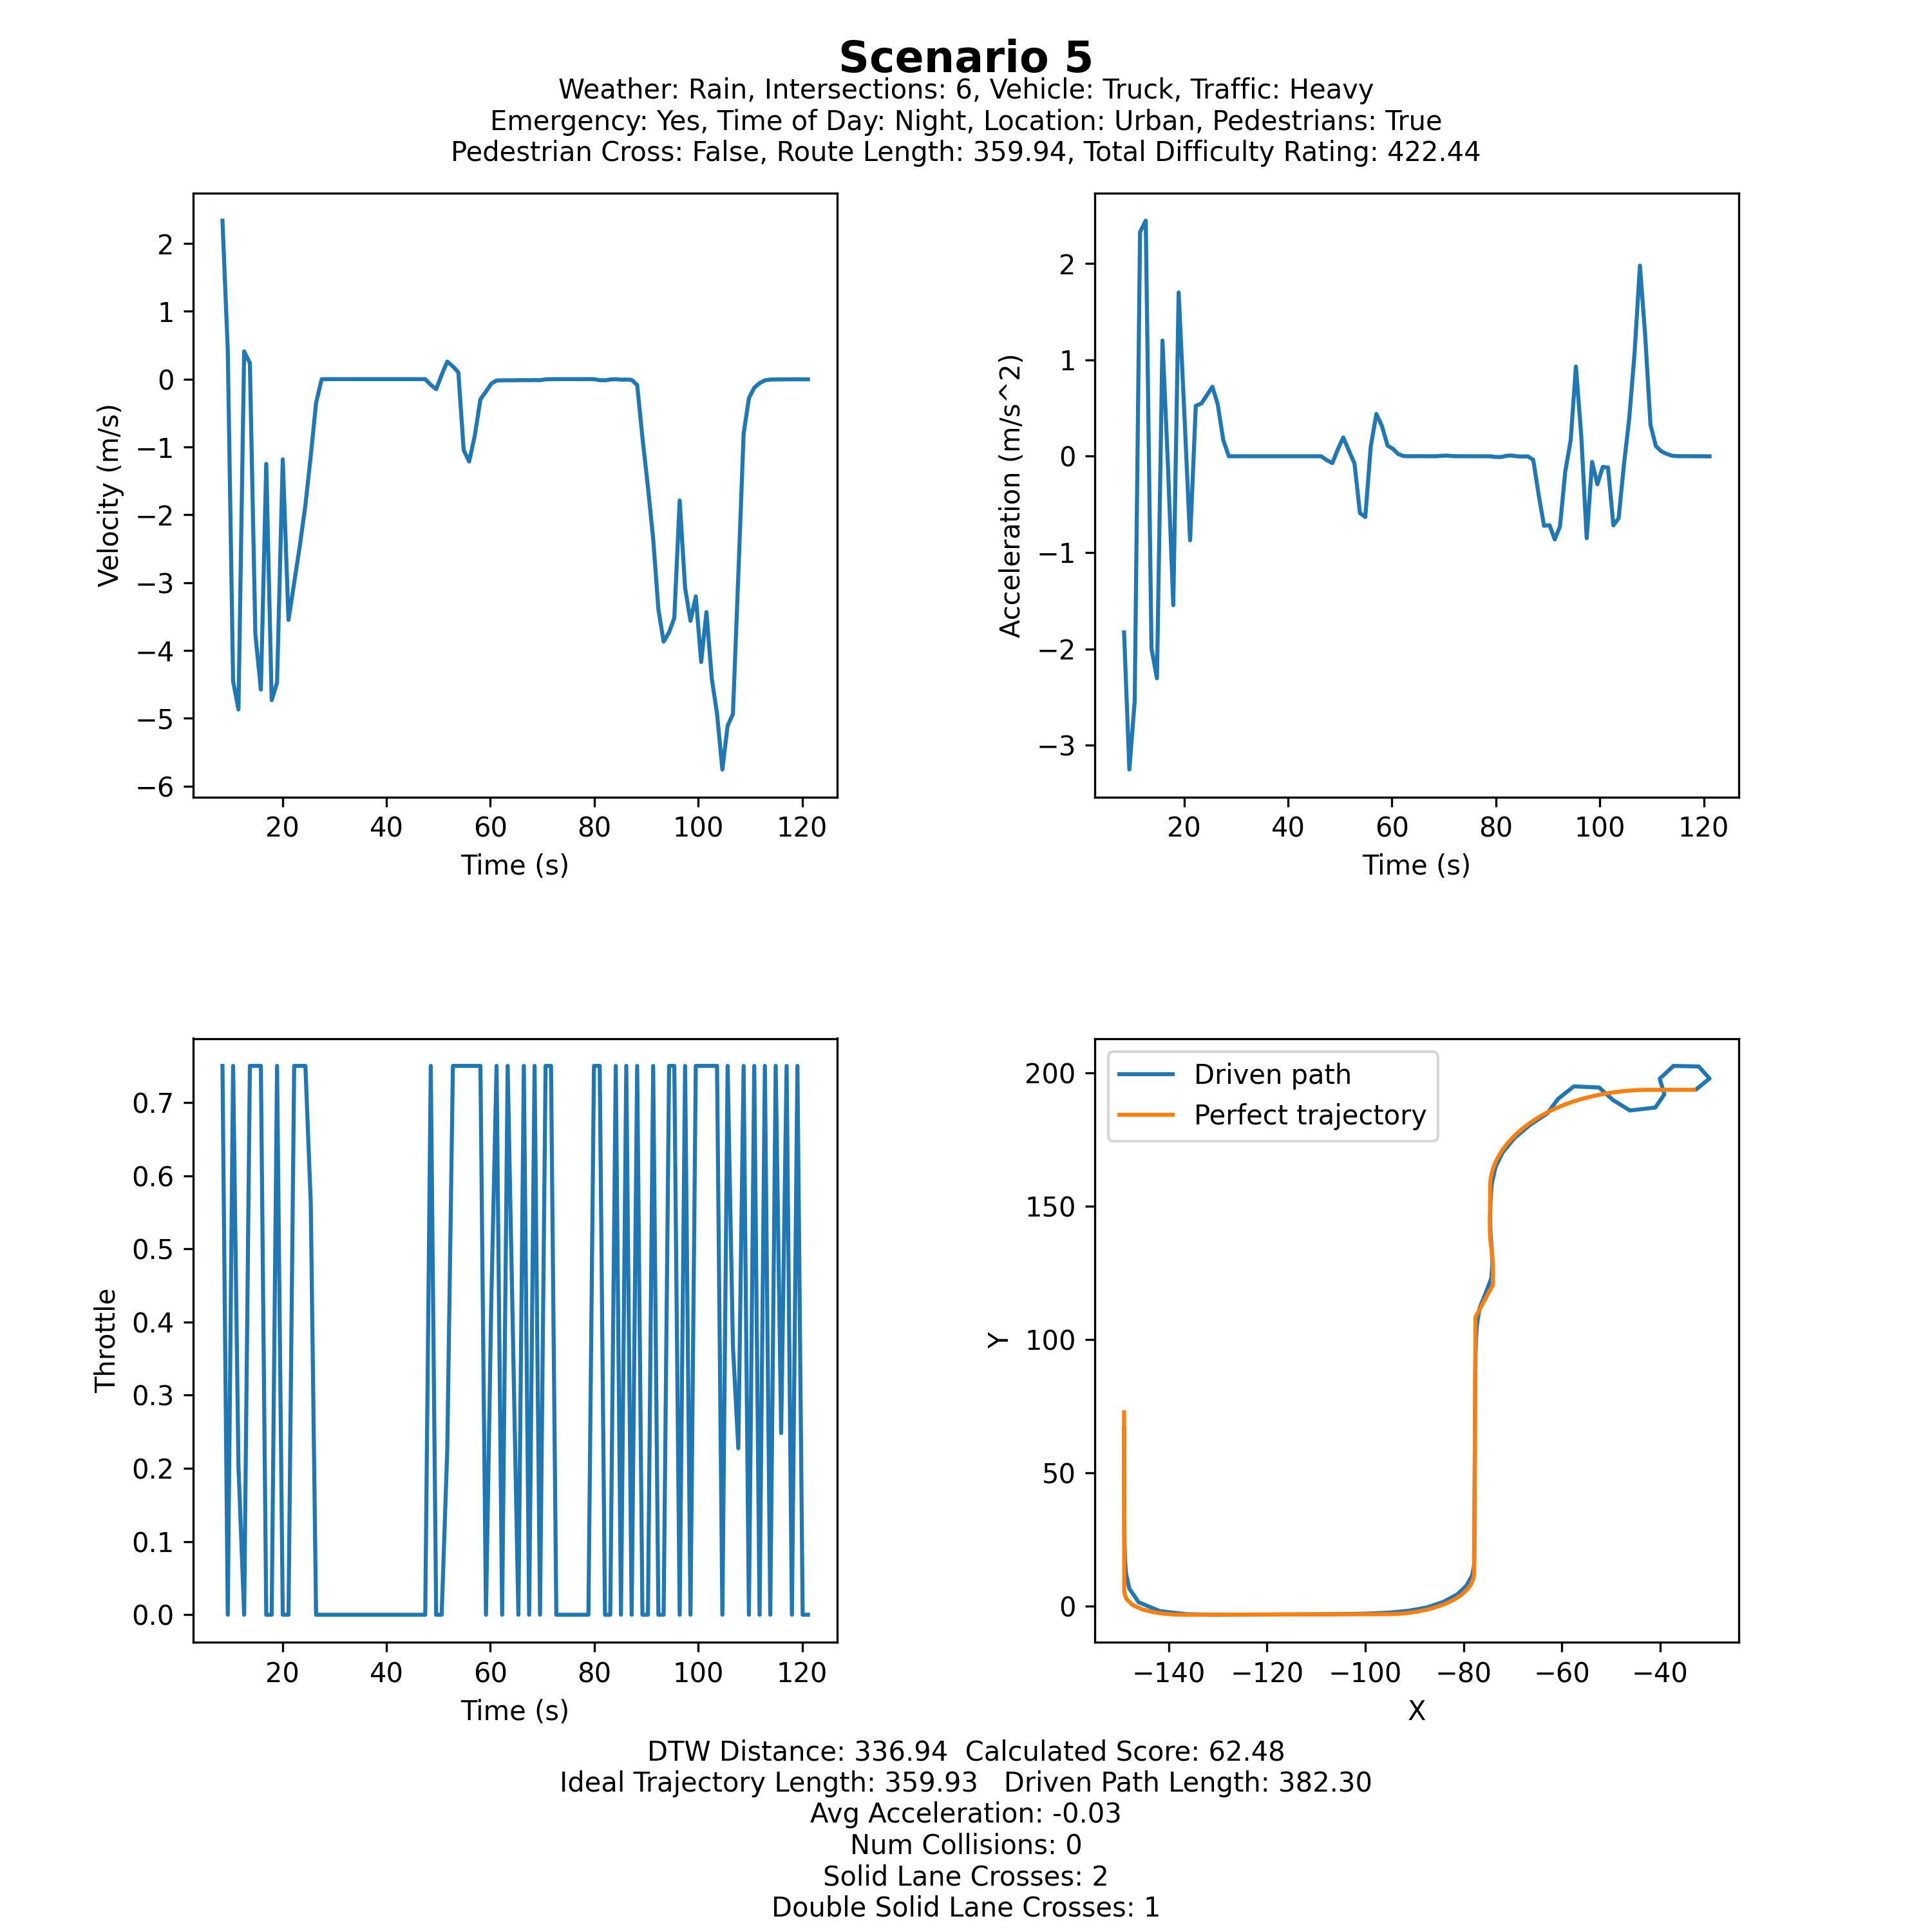 Scenario 5
Weather: Rain, Intersections: 6, Vehicle: Truck, Traffic: Heavy
Emergency: Yes, Time of Day: Night, Location: Urban, Pedestrians: True
Pedestrian Cross: False, Route Length: 359.94, Total Difficulty Rating: 422.44
Velocity (m/s)
2
1
0
−1
−2
−3
−4
−5
−6
20 40 60 80 100 120
Time (s)
Acceleration (m/s^2)
2
1
0
−1
−2
−3
20 40 60 80 100 120
Time (s)
Throttle
0.7
0.6
0.5
0.4
0.3
0.2
0.1
0.0
20 40 60 80 100 120
Time (s)
Driven path
Perfect trajectory
Y
200
150
100
50
0
−140 −120 −100 −80 −60 −40
X
DTW Distance: 336.94 Calculated Score: 62.48
Ideal Trajectory Length: 359.93 Driven Path Length: 382.30
Avg Acceleration: -0.03
Num Collisions: 0
Solid Lane Crosses: 2
Double Solid Lane Crosses: 1